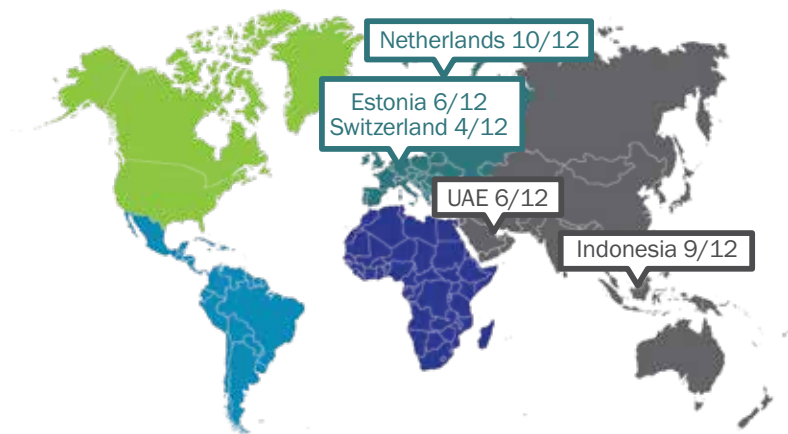 Netherlands 10/12
Estonia 6/12
Switzerland 4/12
UAE 6/12
Indonesia 9/12